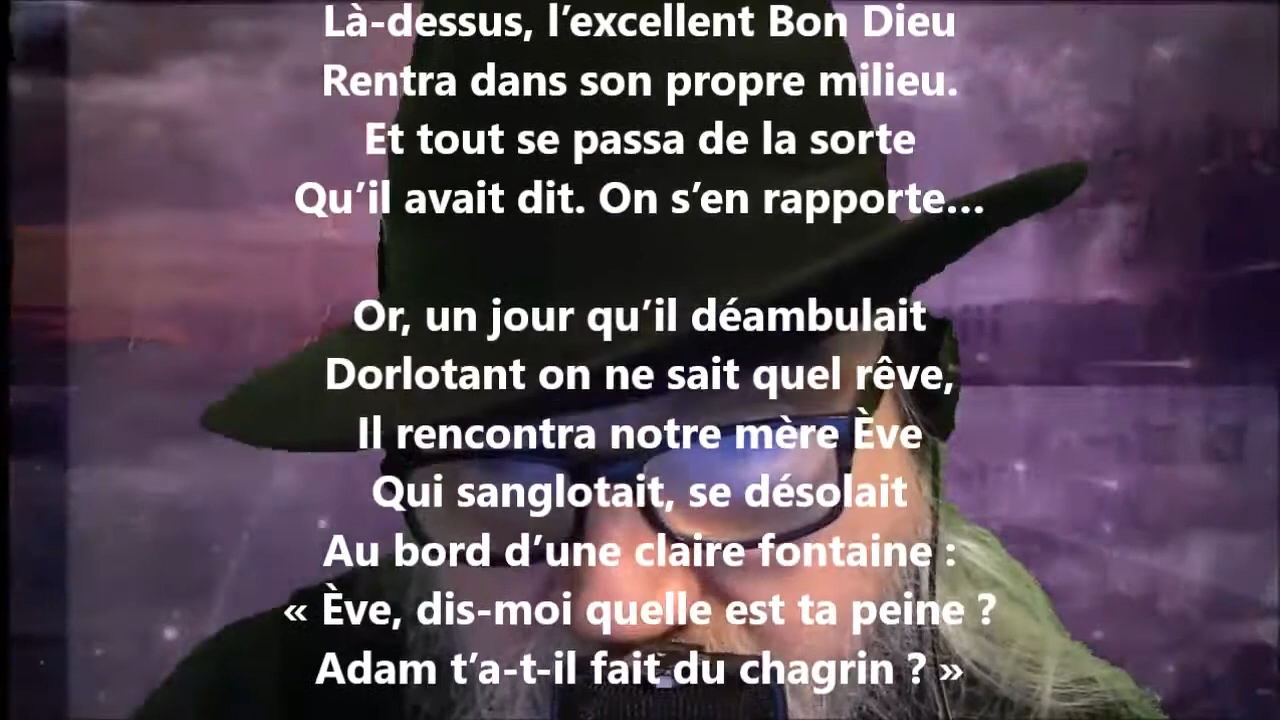 Là-dessus, l’excellent Bon Dieu
Rentra dans son propre milieu.
Et tout se passa de la sorte
Qu’il avait dit. On s’en rapporte…
Or, un jour qu’il déambulait
Dorlotant on ne sait quel rêve,
Il rencontra notre mère Ève
Qui sanglotait, se désolait
Au bord d’une claire fontaine :
« Ève, dis-moi quelle est ta peine ?
Adam t’a-t-il fait du chagrin ? »